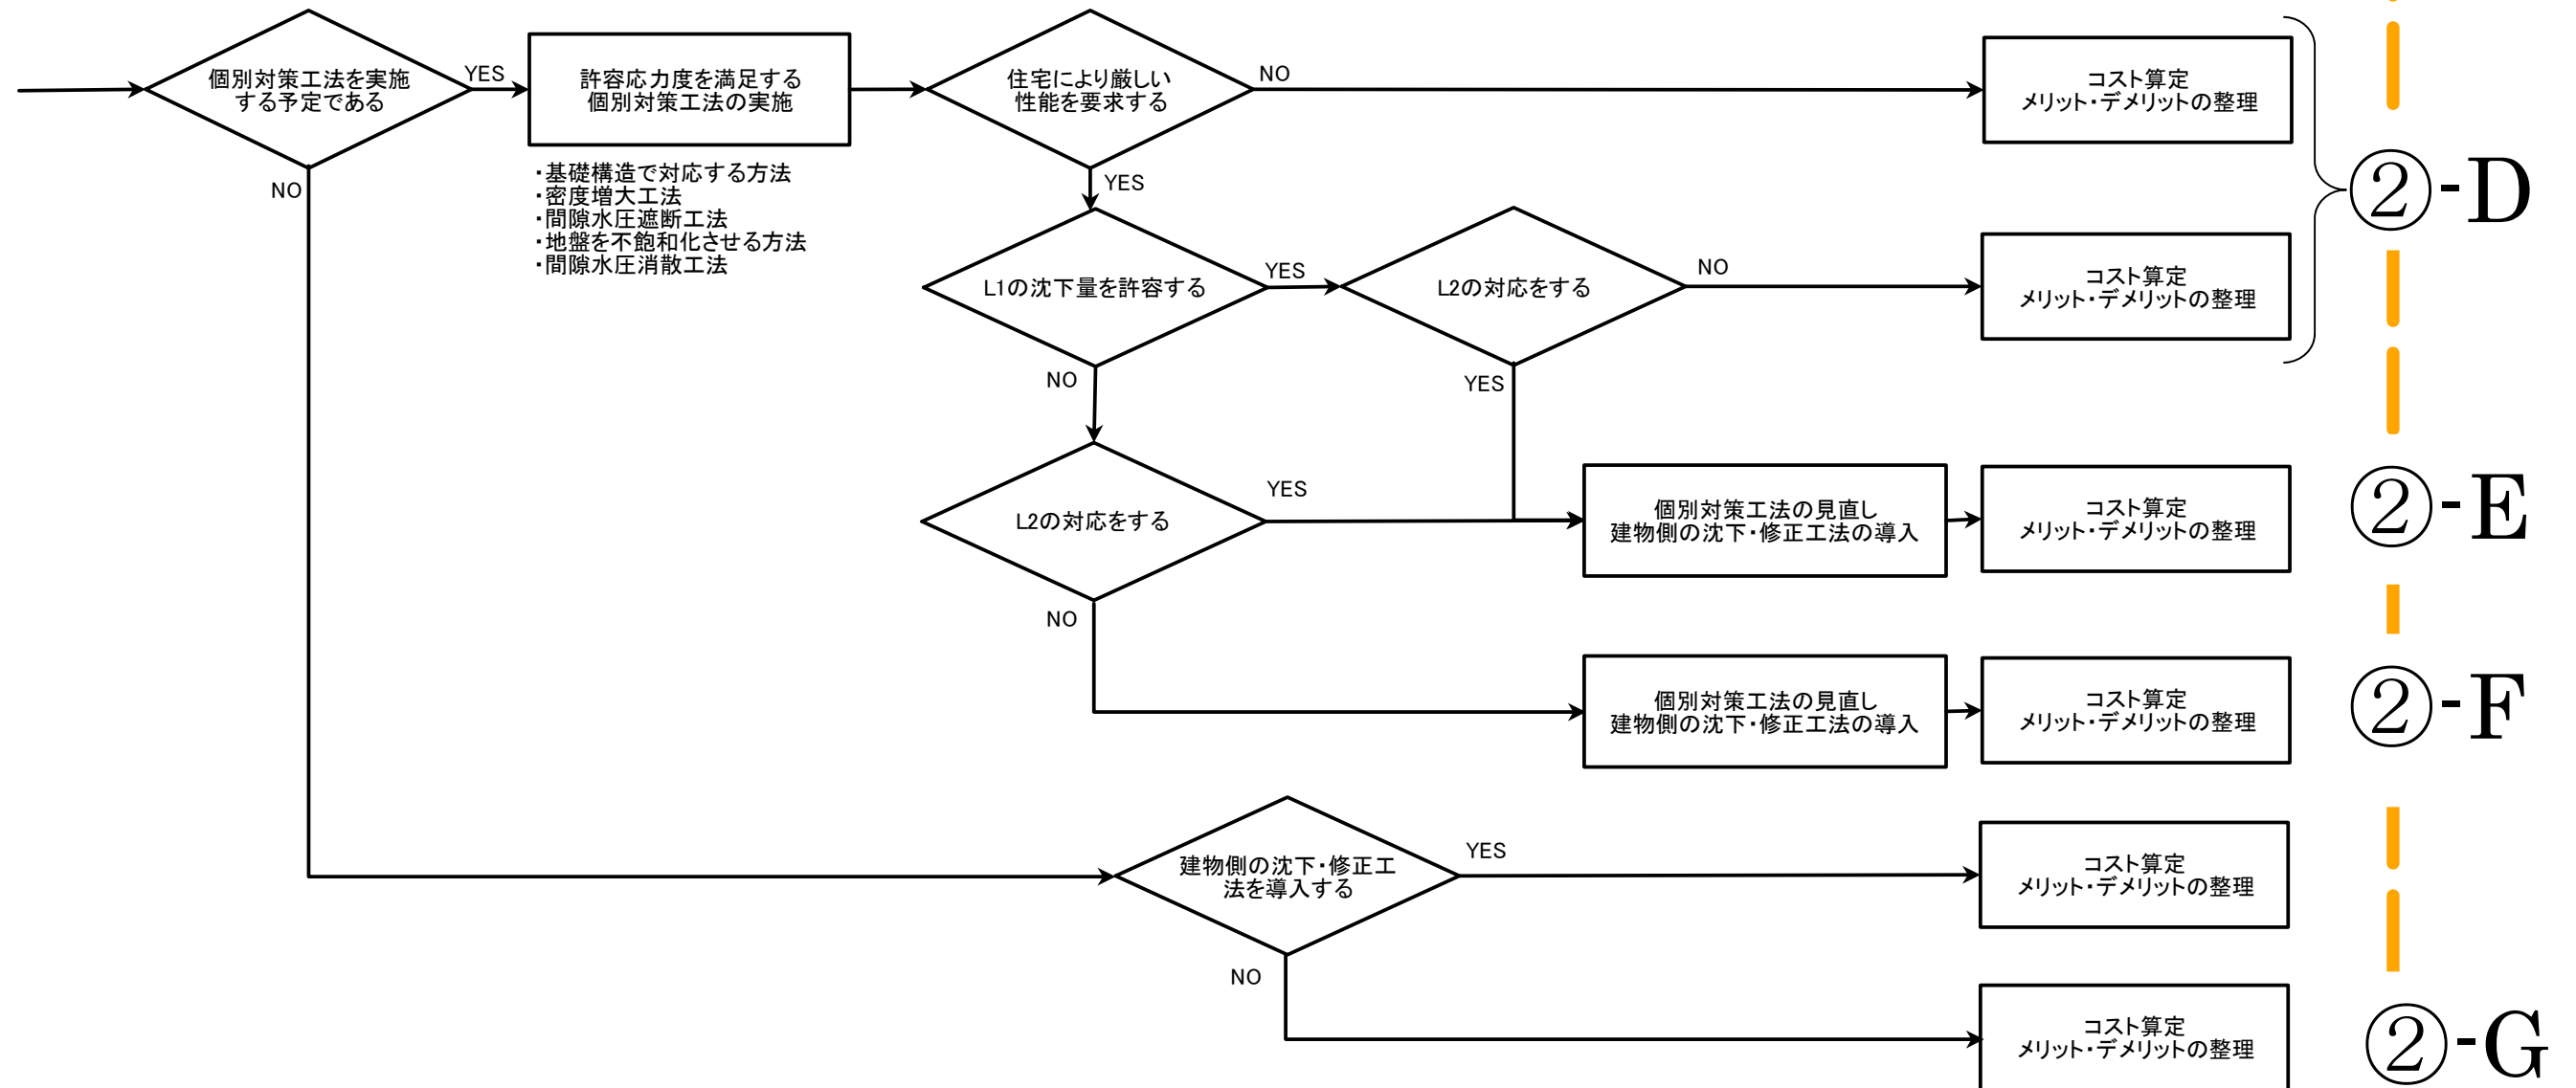 個別対策工法を実施
する予定である
YES
許容応力度を満足する
個別対策工法の実施
住宅により厳しい
性能を要求する
NO
コスト算定
メリット・デメリットの整理
NO
・基礎構造で対応する方法
・密度増大工法
・間隙水圧遮断工法
・地盤を不飽和化させる方法
・間隙水圧消散工法
YES
②-D
L1の沈下量を許容する
YES
L2の対応をする
NO
コスト算定
メリット・デメリットの整理
NO
YES
L2の対応をする
YES
個別対策工法の見直し
建物側の沈下・修正工法の導入
コスト算定
メリット・デメリットの整理
②-E
NO
個別対策工法の見直し
建物側の沈下・修正工法の導入
コスト算定
メリット・デメリットの整理
②-F
建物側の沈下・修正工
法を導入する
YES
コスト算定
メリット・デメリットの整理
NO
コスト算定
メリット・デメリットの整理
②-G